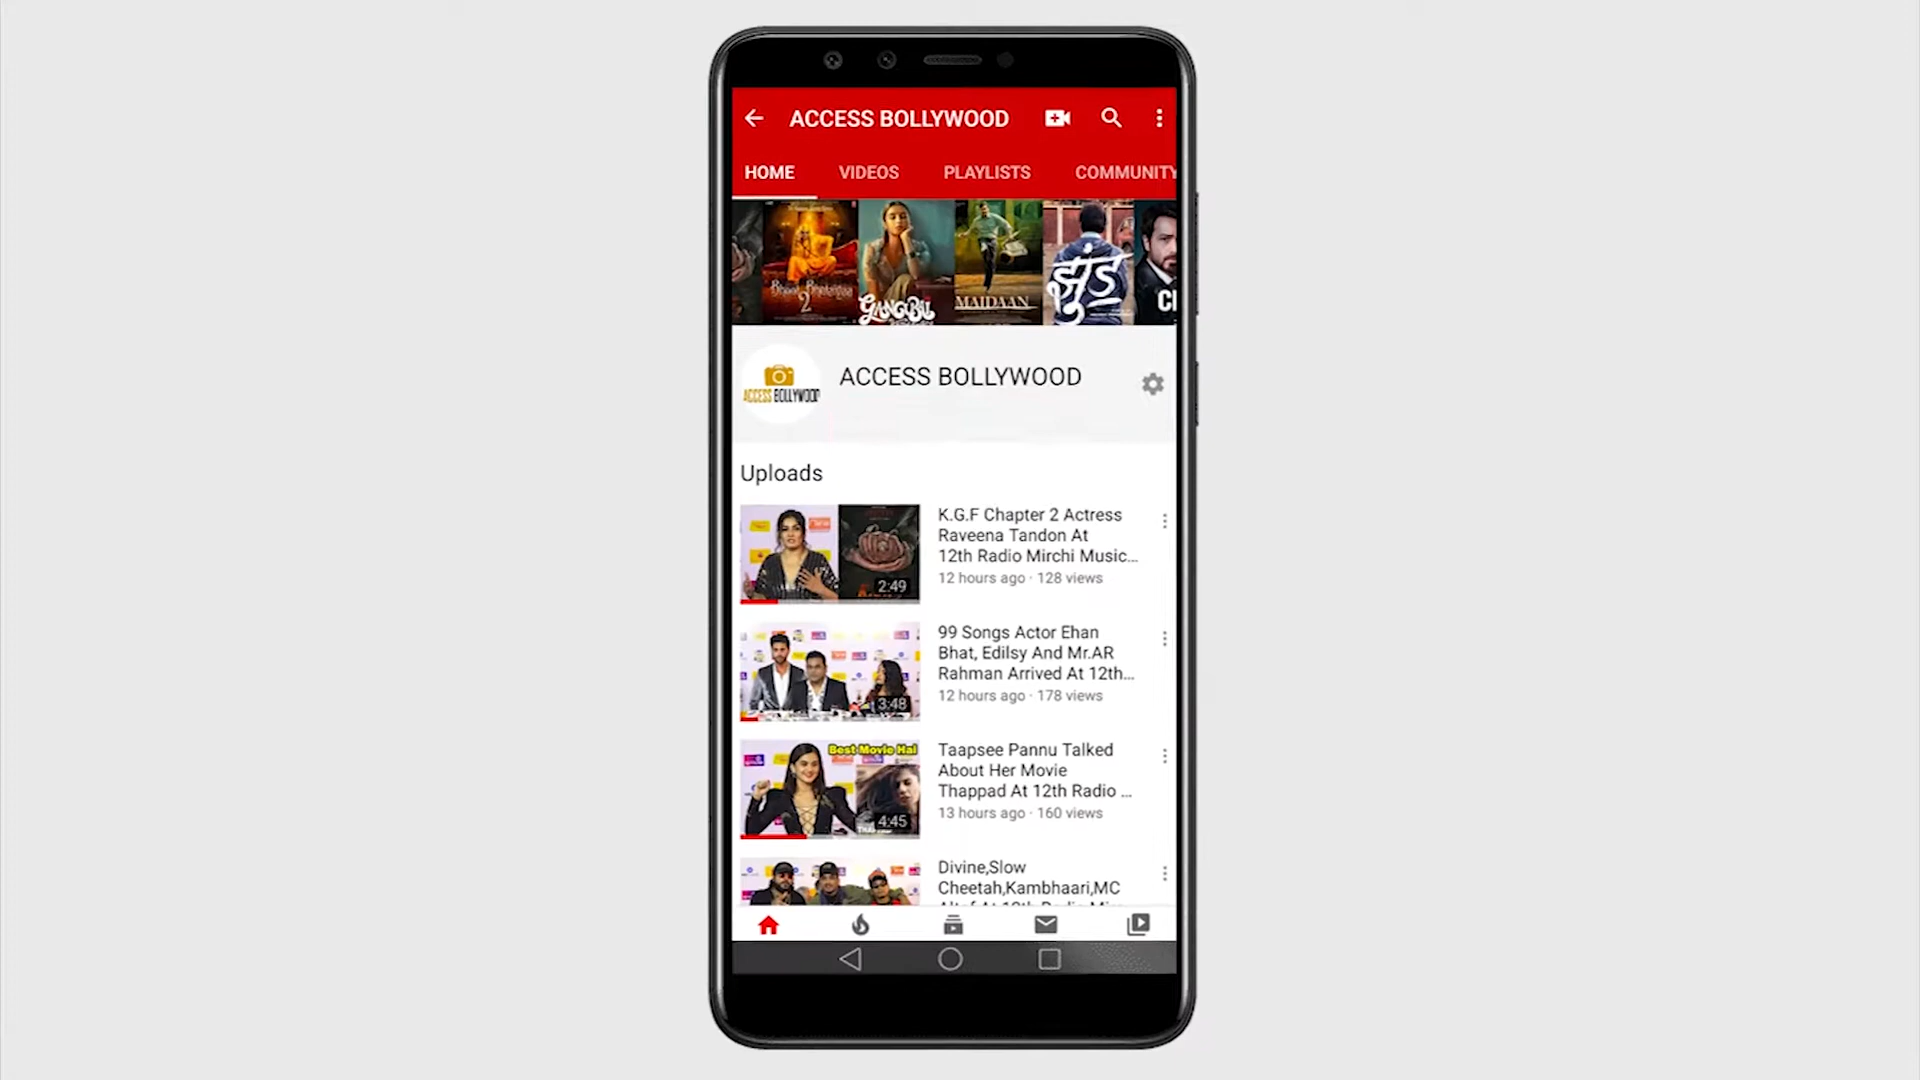 ACCESS BOLLYWOOD
HOME VIDEOS PLAYLISTS COMMUNITY
Bhool Bhulaiyaa
2
GANGUBAI
MAIDAAN
झुंड
ACCESS BOLLYWOOD
ACCESS BOLLYWOOD
Uploads
K.G.F Chapter 2 Actress
Raveena Tandon At
12th Radio Mirchi Music...
12 hours ago · 128 views
2:49
99 Songs Actor Ehan
Bhat, Edilsy And Mr.AR
Rahman Arrived At 12th...
12 hours ago · 178 views
3:48
Best Movie Hai
Taapsee Pannu Talked
About Her Movie
Thappad At 12th Radio ...
13 hours ago · 160 views
4:45
Divine,Slow
Cheetah,Kambhaari,MC